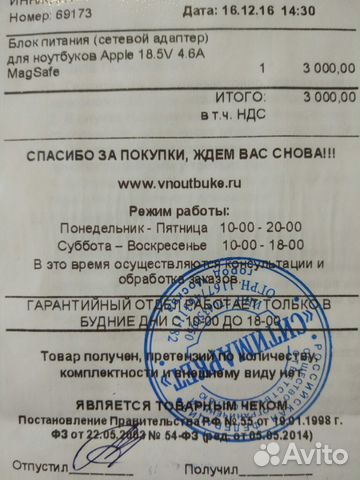 Номер: 69173
Дата: 16.12.16 14:30
Блок питания (сетевой адаптер)
для ноутбуков Apple 18.5V 4.6A
MagSafe
1
3 000,00
ИТОГО:
3 000,00
в т.ч. НДС
СПАСИБО ЗА ПОКУПКИ, ЖДЕМ ВАС СНОВА!!!
www.vnoutbuke.ru
Режим работы:
Понедельник - Пятница 10-00 - 20-00
Суббота – Воскресенье 10-00 - 18-00
В это время осуществляются консультации и
обработка заказов.
ГАРАНТИЙНЫЙ ОТДЕЛ РАБОТАЕТ ТОЛЬКО В
БУДНИЕ ДНИ С 10-00 ДО 18-00
«СИТИМАРКЕТ»
Товар получен, претензий по количеству,
комплектности и внешнему виду нет
ЯВЛЯЕТСЯ ТОВАРНЫМ ЧЕКОМ
Постановление Правительства РФ № 55 от 19.01.1998 г.
ФЗ от 22.05.2003 № 54-ФЗ (ред. от 05.05.2014)
Отпустил
Получил
Avito